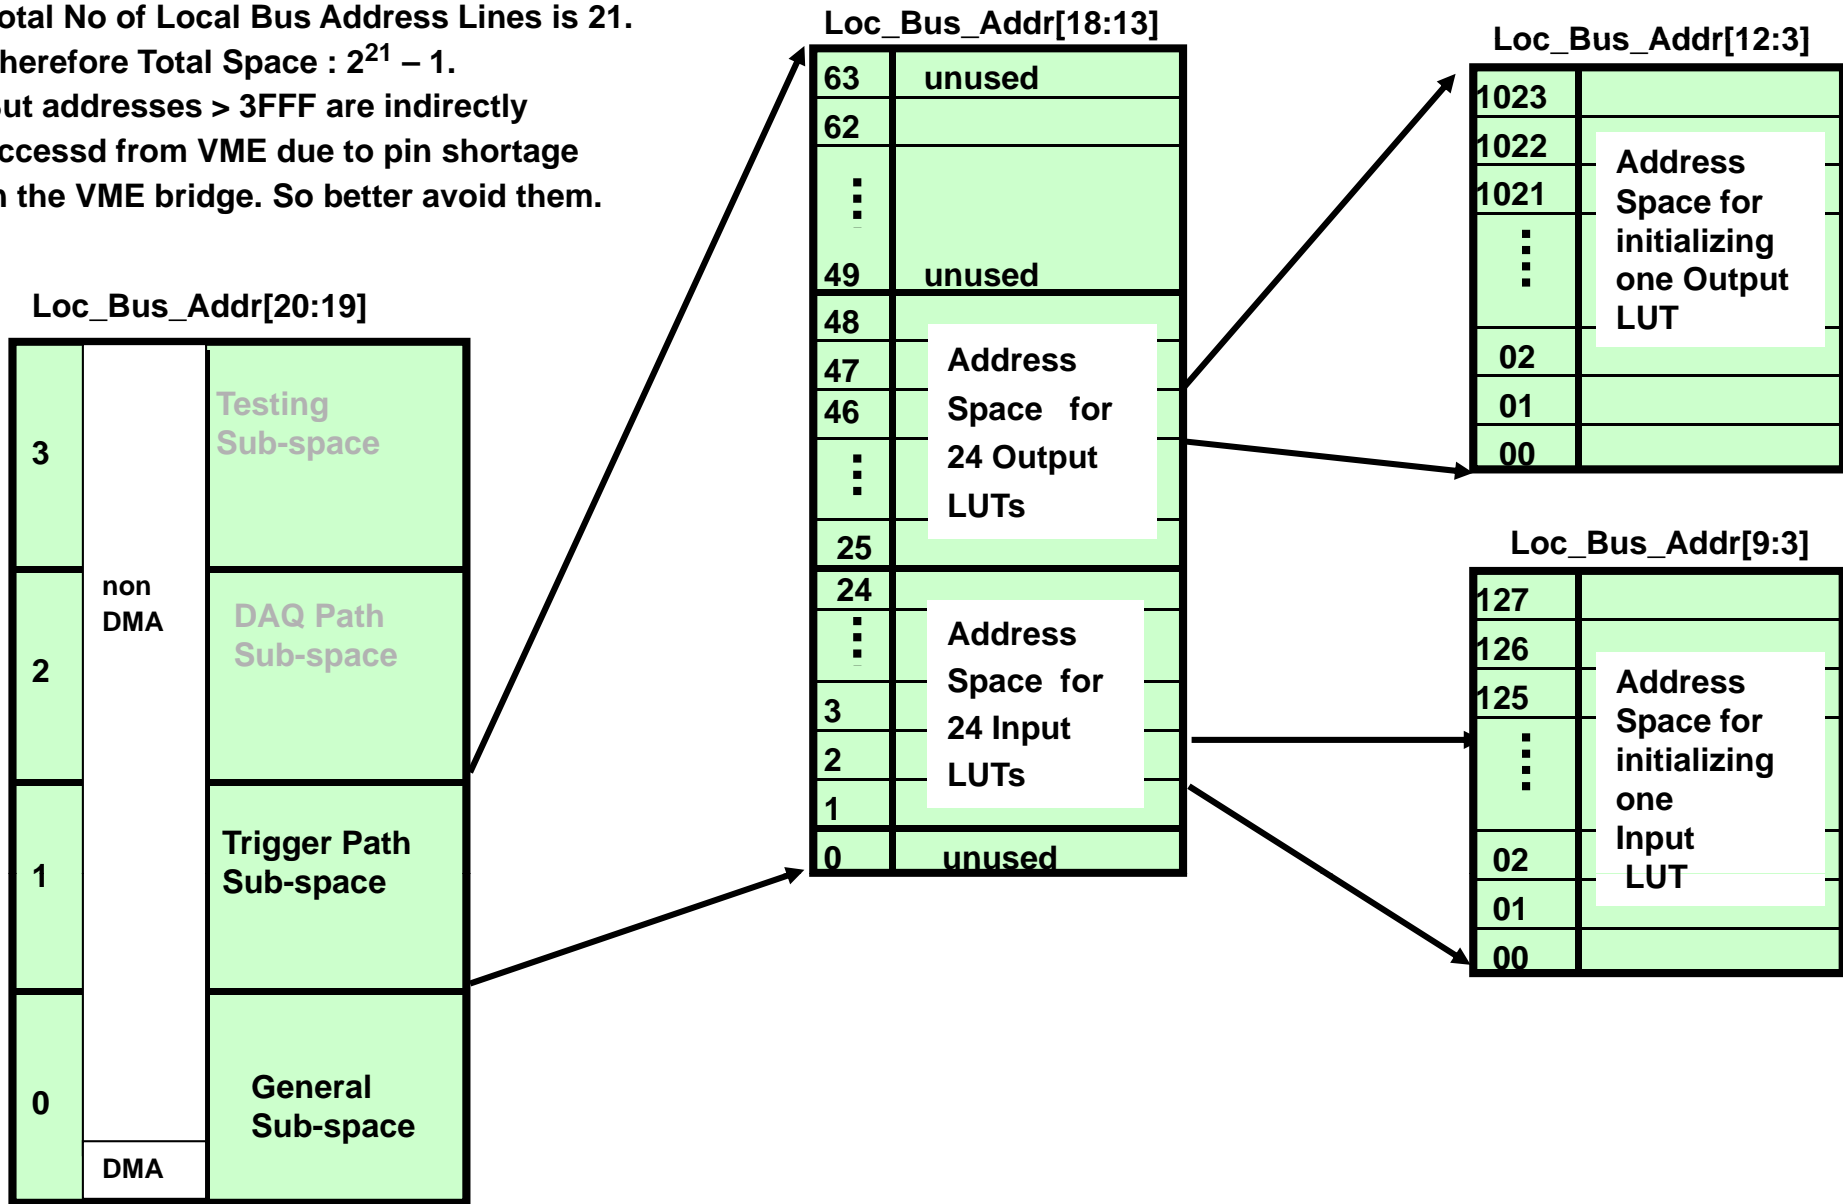 otal No of Local Bus Address Lines is 21.
herefore Total Space : 2^21 – 1.
ut addresses > 3FFF are indirectly
ccessd from VME due to pin shortage
n the VME bridge. So better avoid them.
Loc_Bus_Addr[20:19]
3
Testing
Sub-space
2
non
DMA
DAQ Path
Sub-space
1
Trigger Path
Sub-space
0
General
Sub-space
DMA
Loc_Bus_Addr[18:13]
63 unused
62
49 unused
48
47
46
Address
Space for
24 Output
LUTs
25
24
Address
Space for
24 Input
LUTs
3
2
1
0 unused
Loc_Bus_Addr[12:3]
1023
1022
1021
Address
Space for
initializing
one Output
LUT
02
01
00
Loc_Bus_Addr[9:3]
127
126
125
Address
Space for
initializing
one
Input
LUT
02
01
00